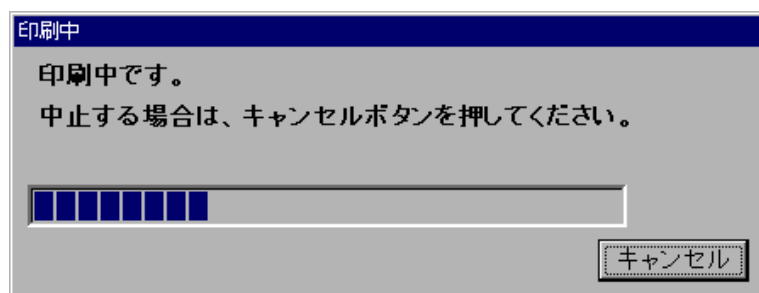 印刷中
印刷中です。
中止する場合は、キャンセルボタンを押してください。
キャンセル